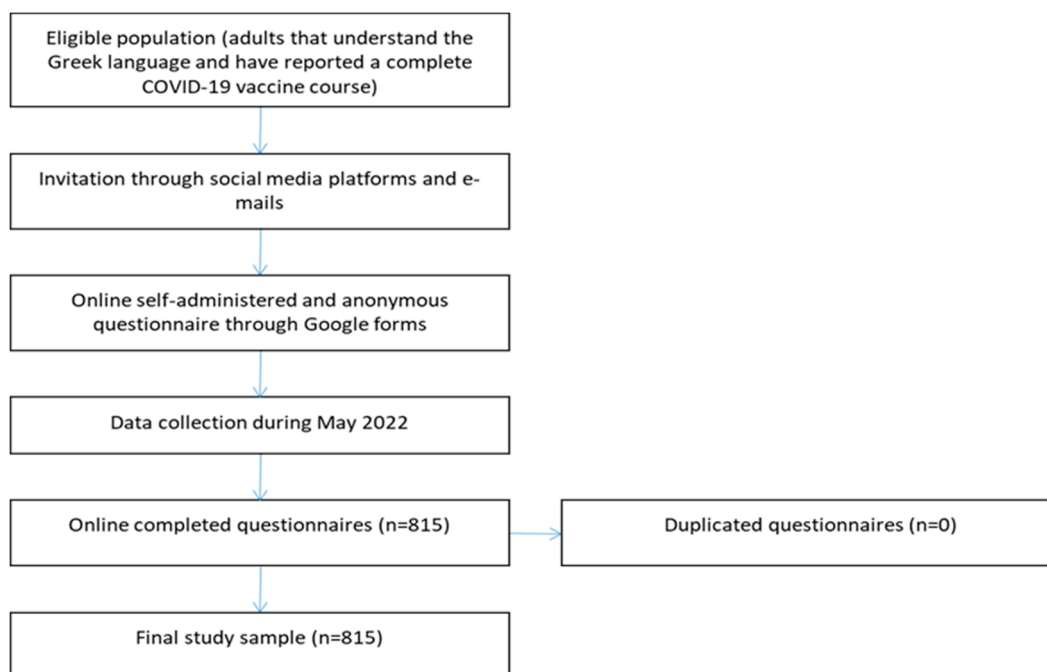 Eligible population (adults that understand the
Greek language and have reported a complete
COVID-19 vaccine course)
Invitation through social media platforms and e-
mails
Online self-administered and anonymous
questionnaire through Google forms
Data collection during May 2022
Online completed questionnaires (n=815)
Duplicated questionnaires (n=0)
Final study sample (n=815)